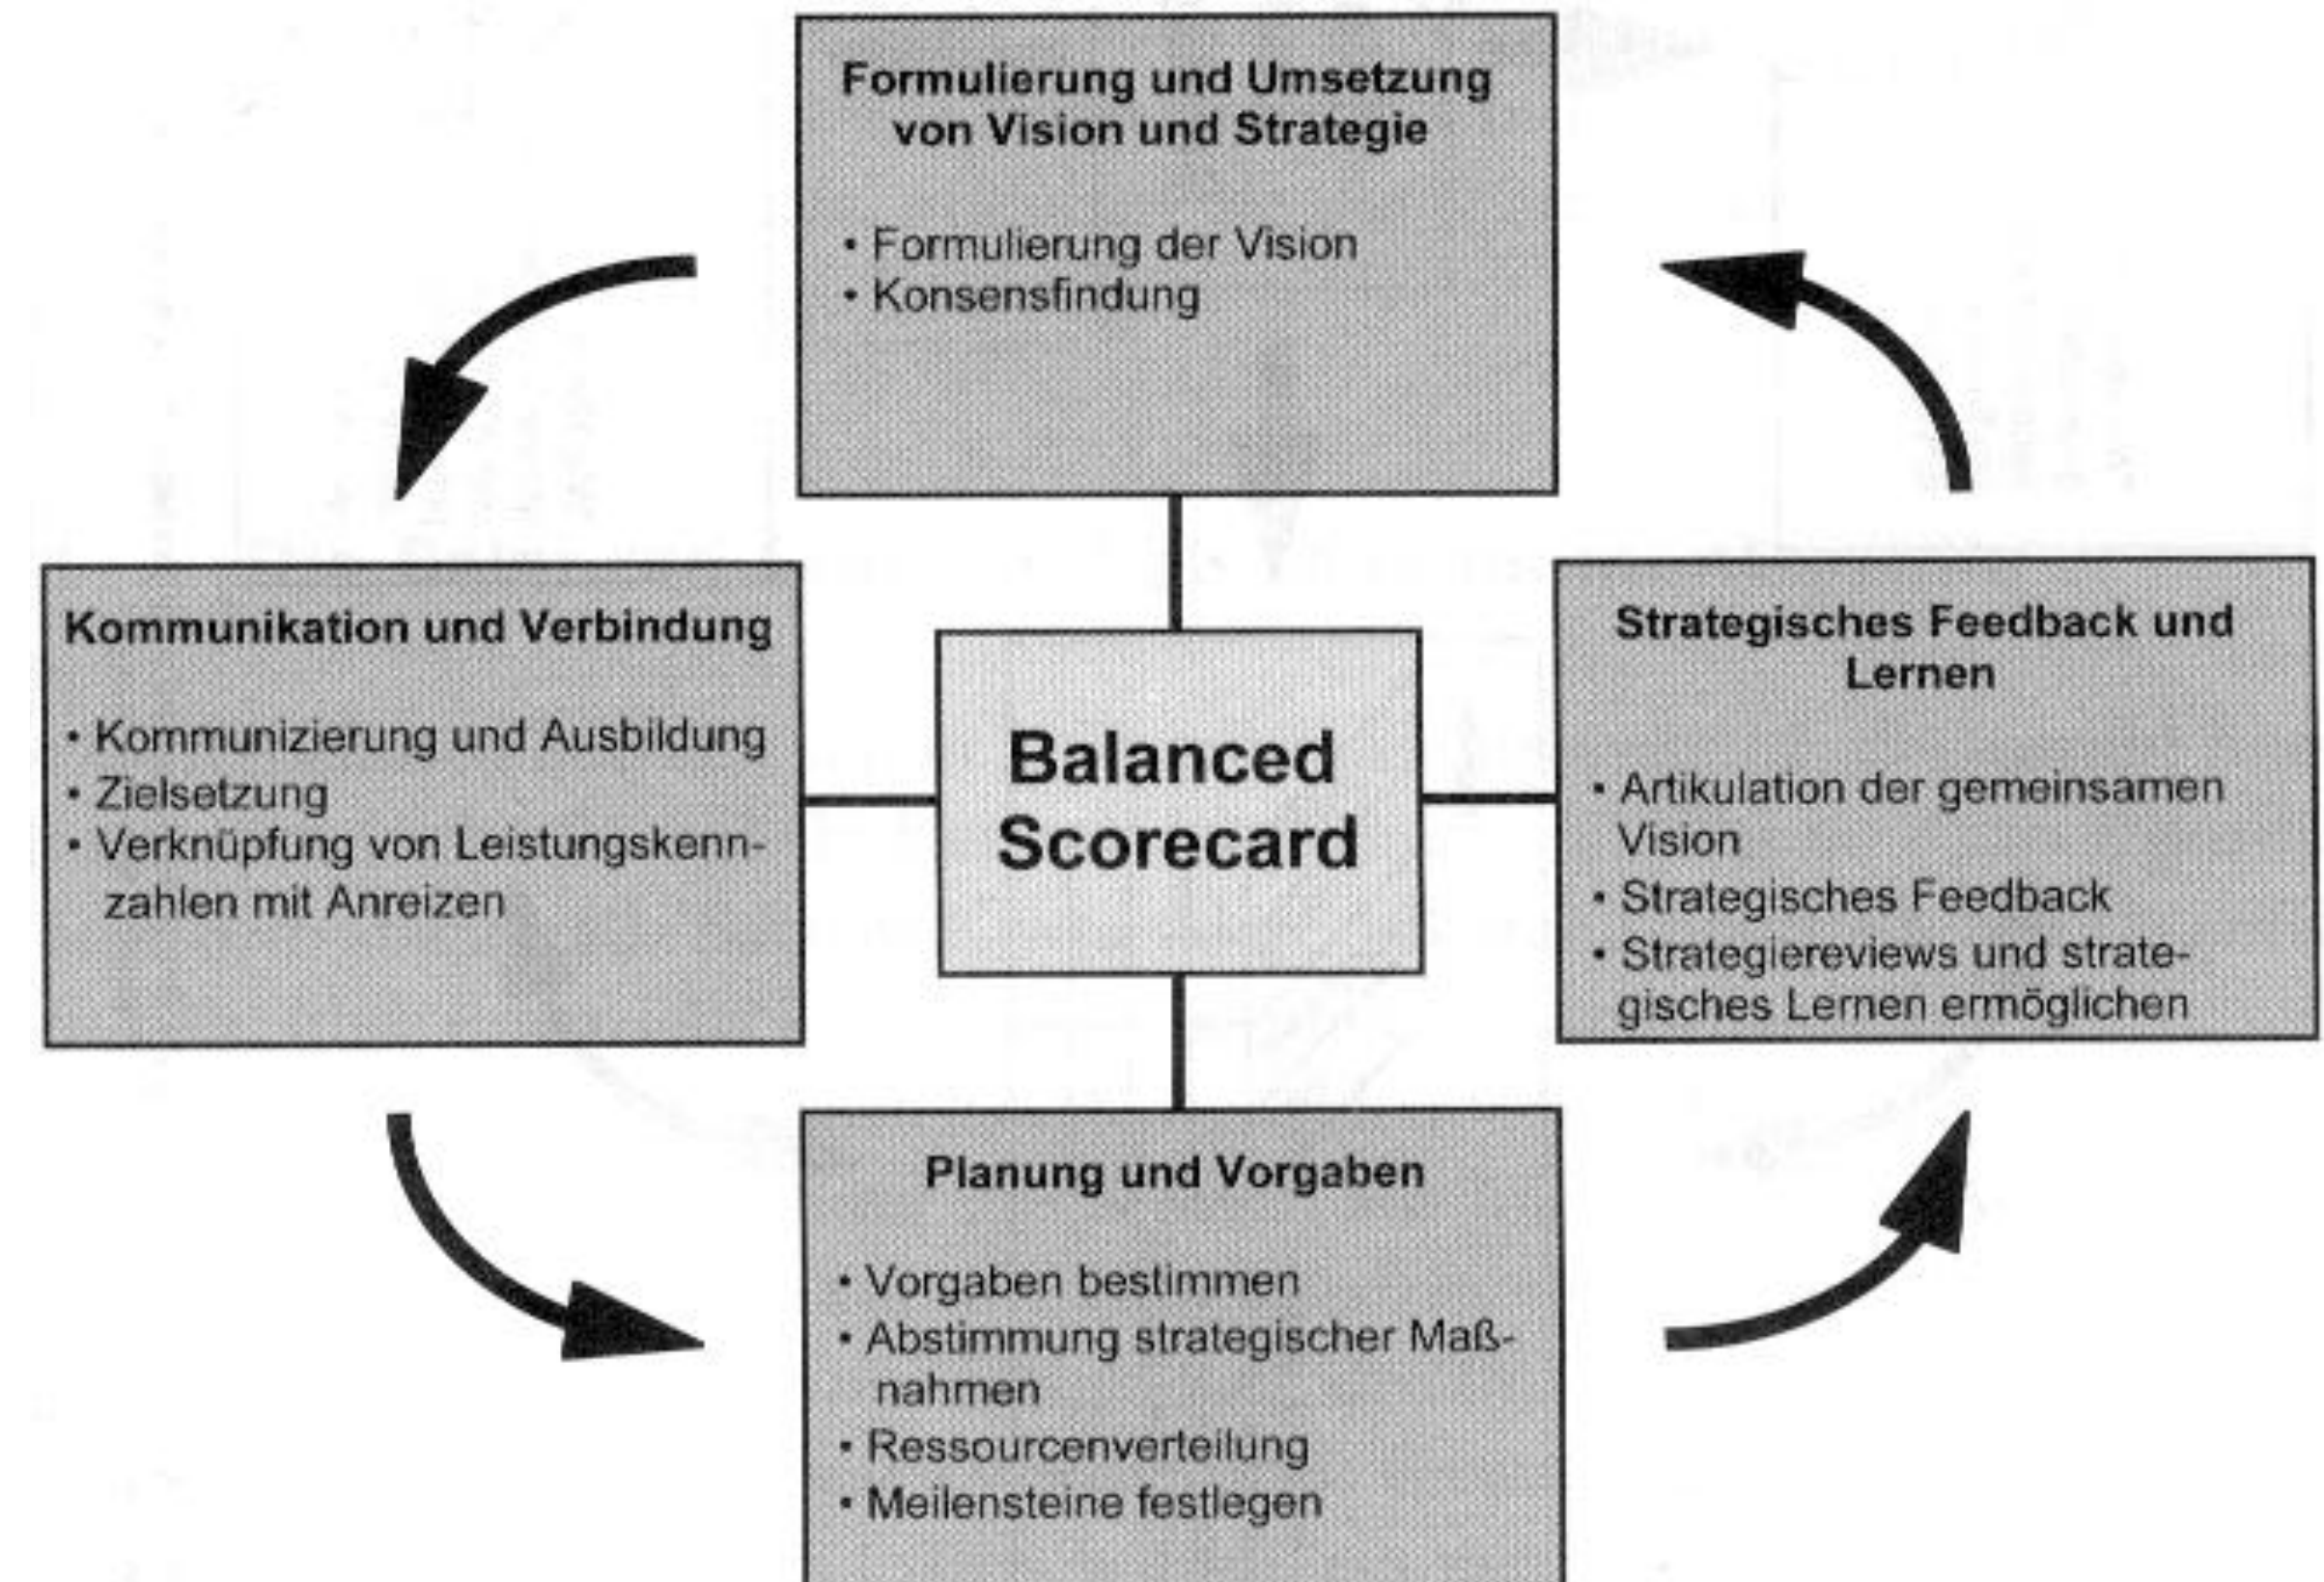 Formulierung und Umsetzung
von Vision und Strategie
• Formulierung der Vision
• Konsensfindung
Kommunikation und Verbindung
• Kommunizierung und Ausbildung
• Zielsetzung
• Verknüpfung von Leistungskenn-
zahlen mit Anreizen
Balanced
Scorecard
Strategisches Feedback und
Lernen
• Artikulation der gemeinsamen
Vision
• Strategisches Feedback
• Strategiereviews und strate-
gisches Lernen ermöglichen
Planung und Vorgaben
• Vorgaben bestimmen
• Abstimmung strategischer Maß-
nahmen
• Ressourcenverteilung
• Meilensteine festlegen